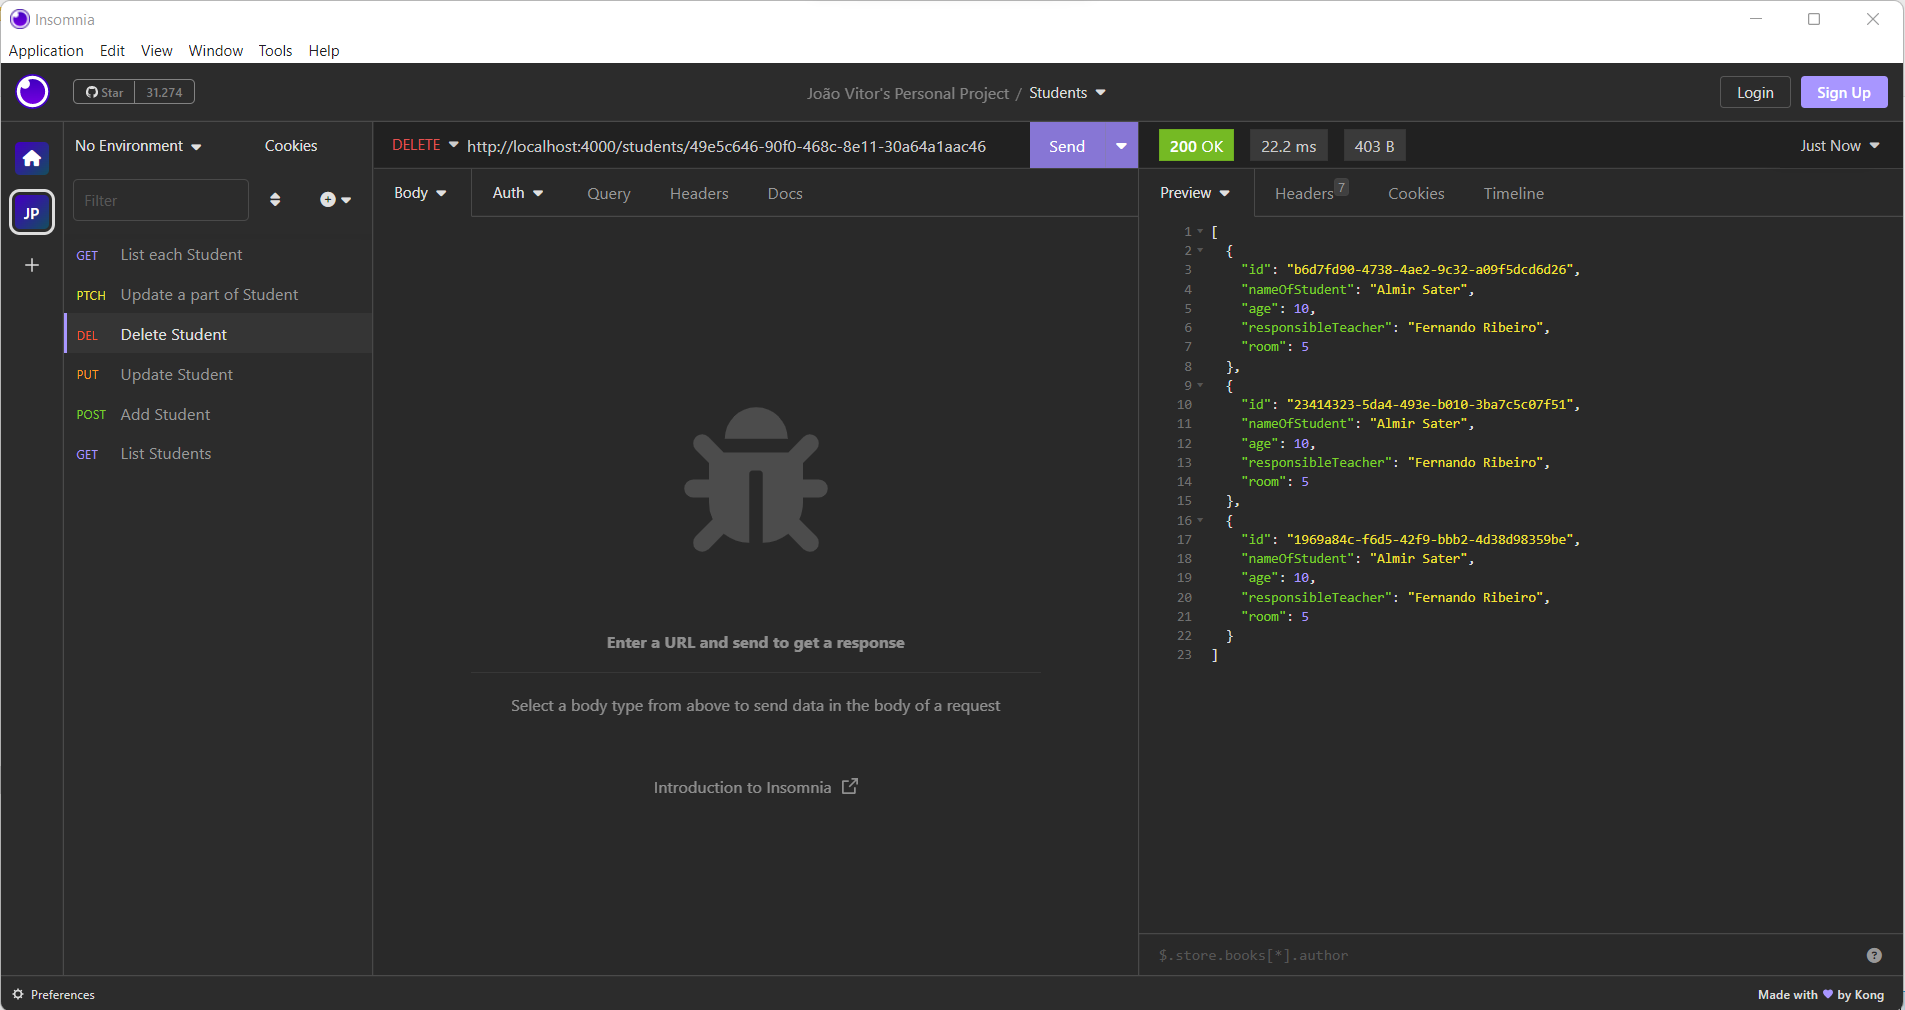 Insomnia
Application Edit View Window Tools Help
Star 31.274
João Vitor's Personal Project / Students
Login Sign Up
No Environment Cookies
DELETE http://localhost:4000/students/49e5c646-90f0-468c-8e11-30a64a1aac46 Send
200 OK 22.2 ms 403 B
Just Now
JP
Filter
Body Auth Query Headers Docs
Preview Headers 7 Cookies Timeline
GET List each Student
PTCH Update a part of Student
DEL Delete Student
PUT Update Student
POST Add Student
GET List Students
Enter a URL and send to get a response
Select a body type from above to send data in the body of a request
Introduction to Insomnia
1 [
2 {
3 "id": "b6d7fd90-4738-4ae2-9c32-a09f5dcd6d26",
4 "nameOfStudent": "Almir Sater",
5 "age": 10,
6 "responsibleTeacher": "Fernando Ribeiro",
7 "room": 5
8 },
9 {
10 "id": "23414323-5da4-493e-b010-3ba7c5c07f51",
11 "nameOfStudent": "Almir Sater",
12 "age": 10,
13 "responsibleTeacher": "Fernando Ribeiro",
14 "room": 5
15 },
16 {
17 "id": "1969a84c-f6d5-42f9-bbb2-4d38d98359be",
18 "nameOfStudent": "Almir Sater",
19 "age": 10,
20 "responsibleTeacher": "Fernando Ribeiro",
21 "room": 5
22 }
23 ]
$.store.books[*].author
Preferences
Made with by Kong